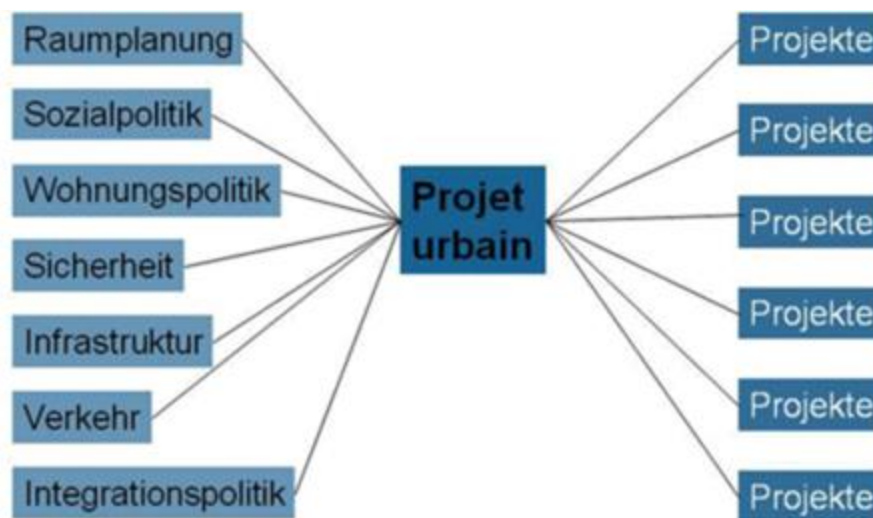 Raumplanung
Sozialpolitik
Wohnungspolitik
Sicherheit
Infrastruktur
Verkehr
Integrationspolitik
Projet
urbain
Projekte
Projekte
Projekte
Projekte
Projekte
Projekte